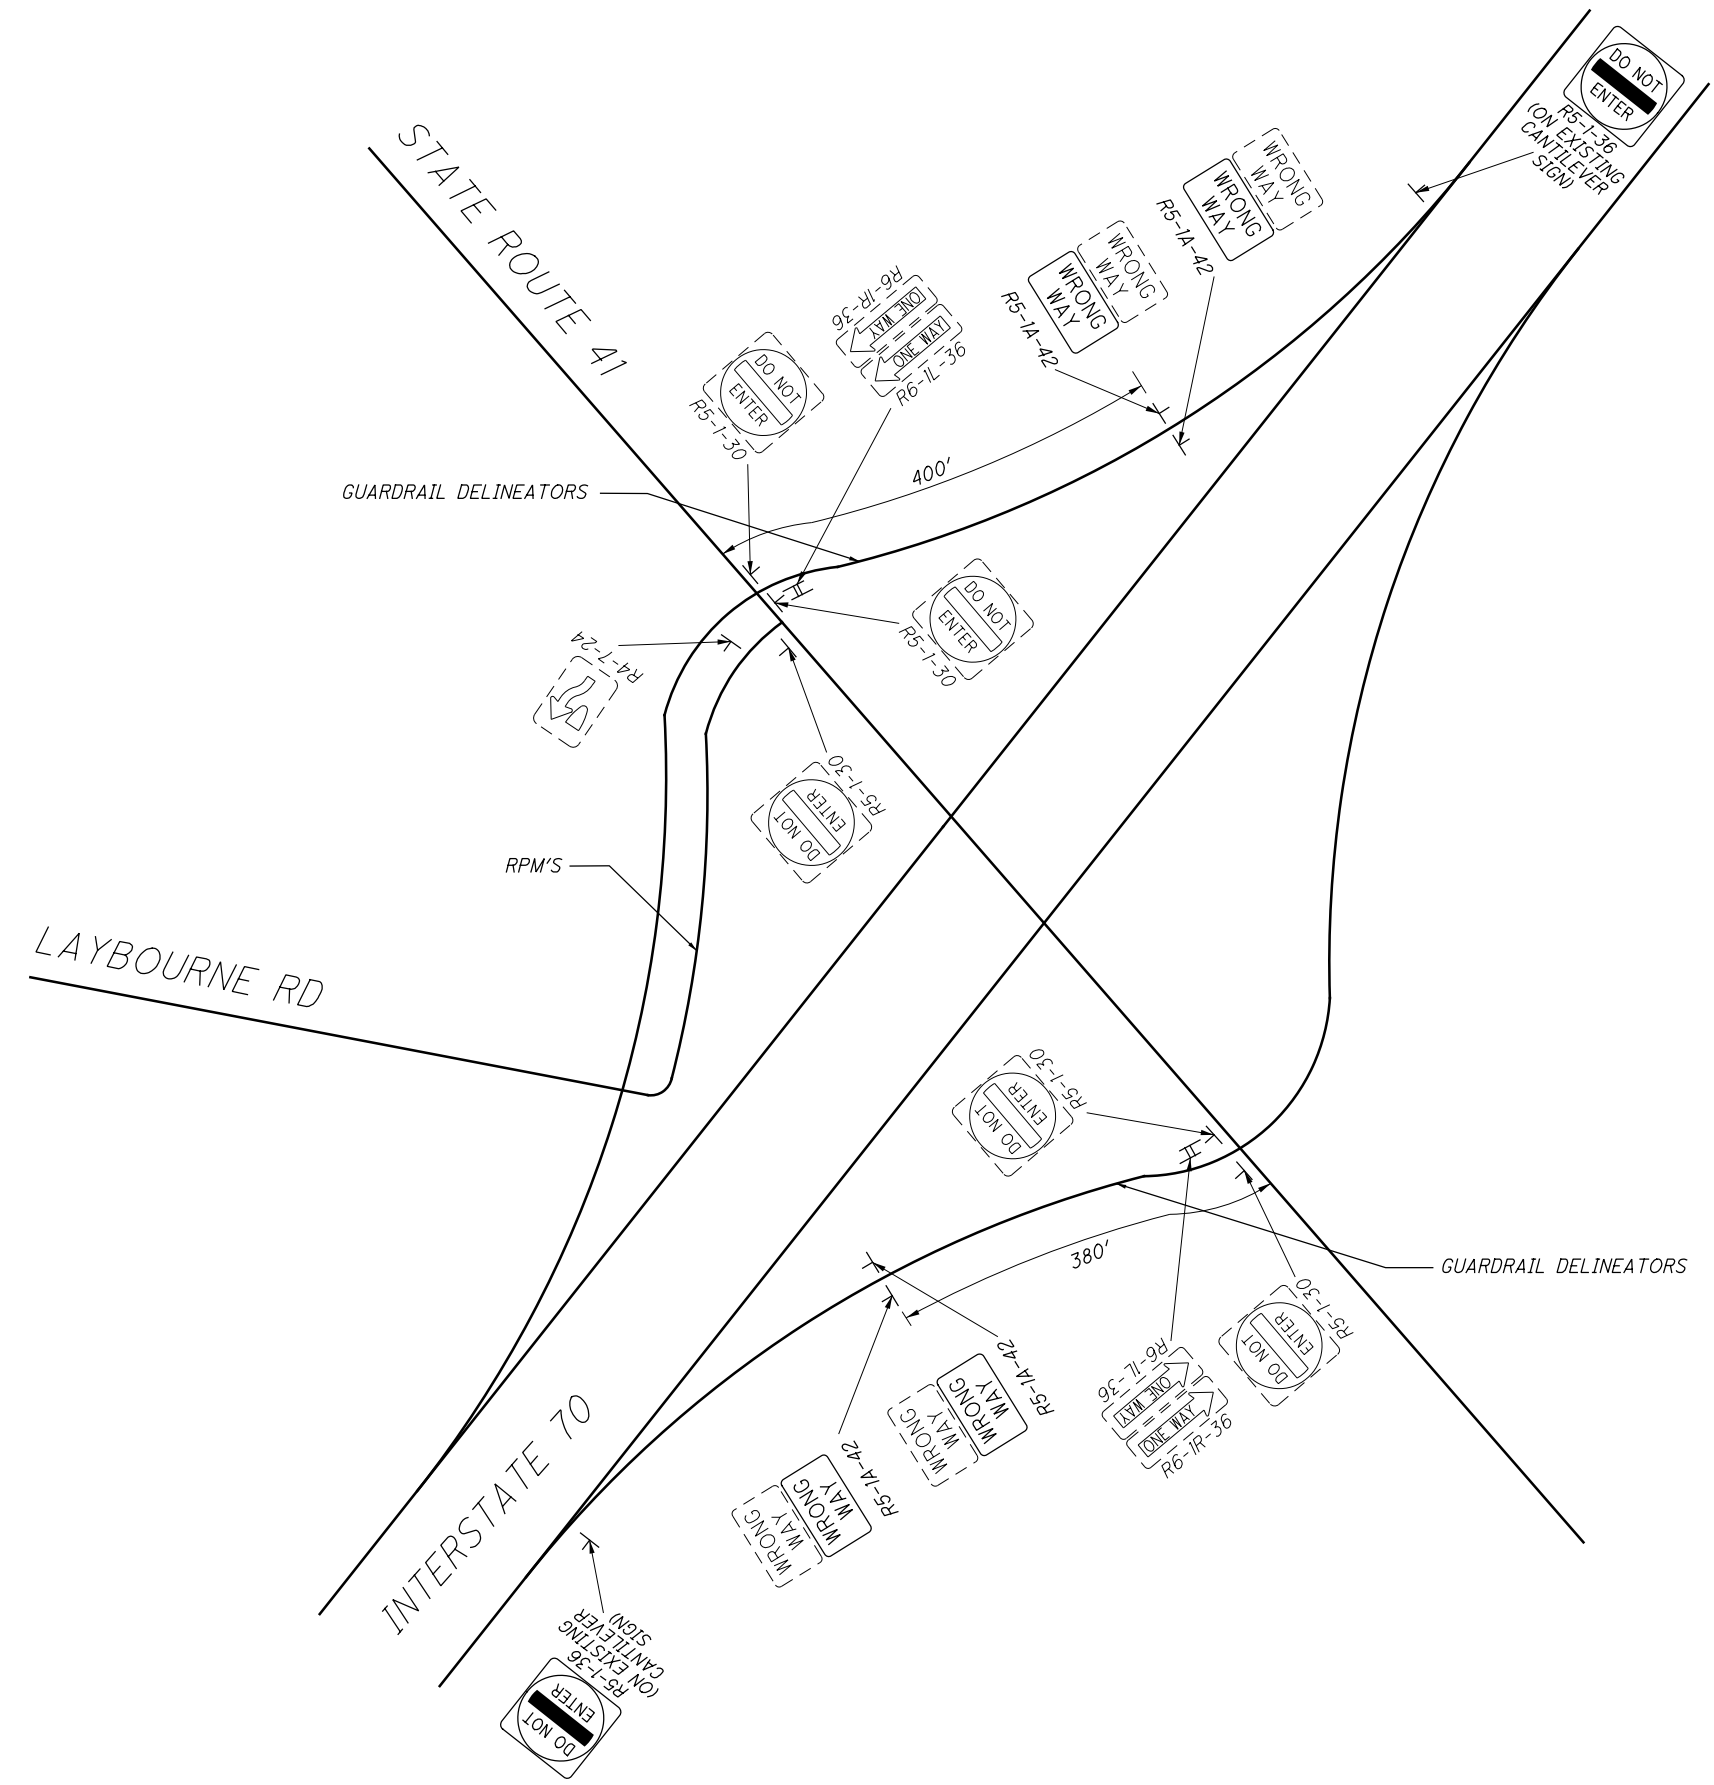 DO NOT
ENTER
R5-1-36
(ON EXISTING
CANTILEVER
SIGN)
STATE ROUTE 41
WRONG
WAY
WRONG
WAY
R5-1A-42
WRONG
WAY
WRONG
WAY
R5-1A-42
R6-1R-36
ONE WAY
ONE WAY
R6-1L-36
DO NOT
ENTER
R5-1-30
400'
GUARDRAIL DELINEATORS
DO NOT
ENTER
R5-1-30
R4-7-24
R5-1-30
DO NOT
ENTER
RPM'S
LAYBOURNE RD
R5-1-30
DO NOT
ENTER
380'
GUARDRAIL DELINEATORS
R5-1-30
DO NOT
ENTER
R6-1L-36
ONE WAY
ONE WAY
R6-1R-36
R5-1A-42
WRONG
WAY
WRONG
WAY
R5-1A-42
WRONG
WAY
WRONG
WAY
INTERSTATE 70
R5-1-36
(ON EXISTING
CANTILEVER
SIGN)
DO NOT
ENTER